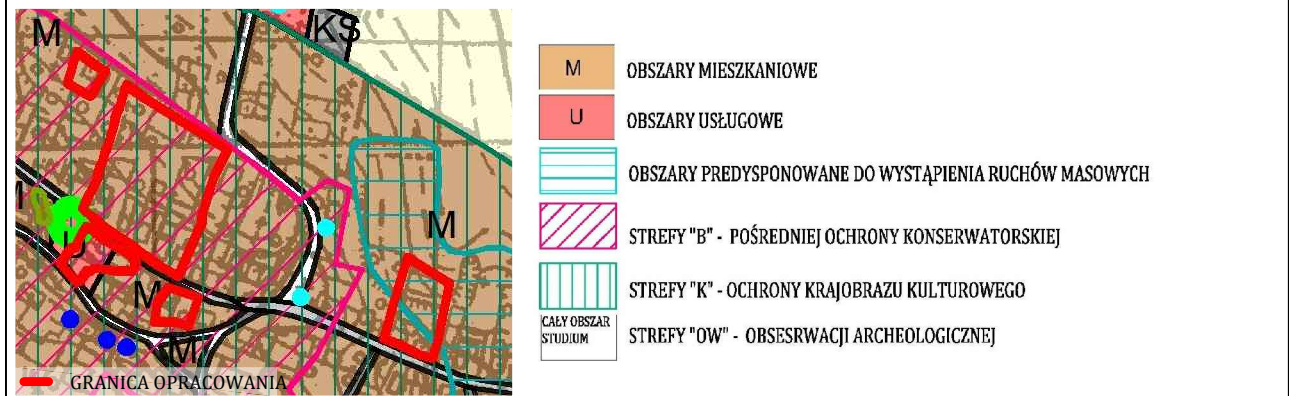 M
KS
M
M
U
M
M
GRANICA OPRACOWANIA
M OBSZARY MIESZKANIOWE
U OBSZARY USŁUGOWE
OBSZARY PREDYSPONOWANE DO WYSTĄPIENIA RUCHÓW MASOWYCH
STREFY "B" - POŚREDNIEJ OCHRONY KONSERWATORSKIEJ
STREFY "K" - OCHRONY KRAJOBRAZU KULTUROWEGO
CAŁY OBSZAR
STUDIUM
STREFY "OW" - OBSESRWACJI ARCHEOLOGICZNEJ